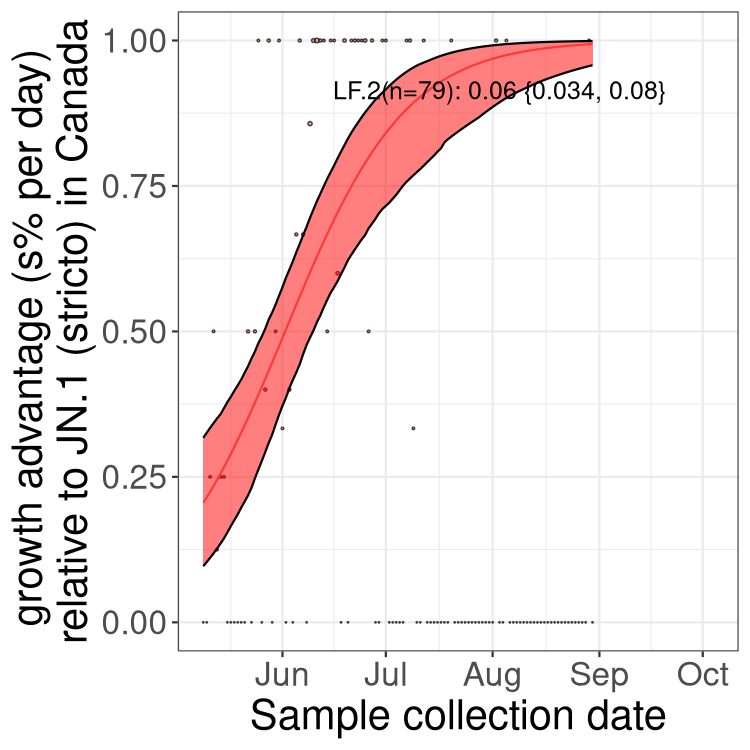 growth advantage (s% per day)
relative to JN.1 (stricto) in Canada
1.00
0.75
0.50
0.25
0.00
LF.2(n=79): 0.06 {0.034, 0.08}
Jun Jul Aug Sep Oct
Sample collection date